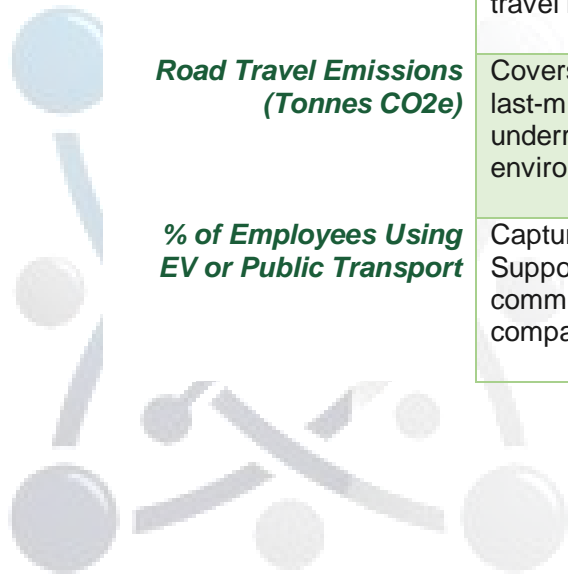 travel
Road Travel Emissions
(Tonnes CO2e)
Covers
last-m
underr
enviro
% of Employees Using
EV or Public Transport
Captur
Suppo
comm
compa